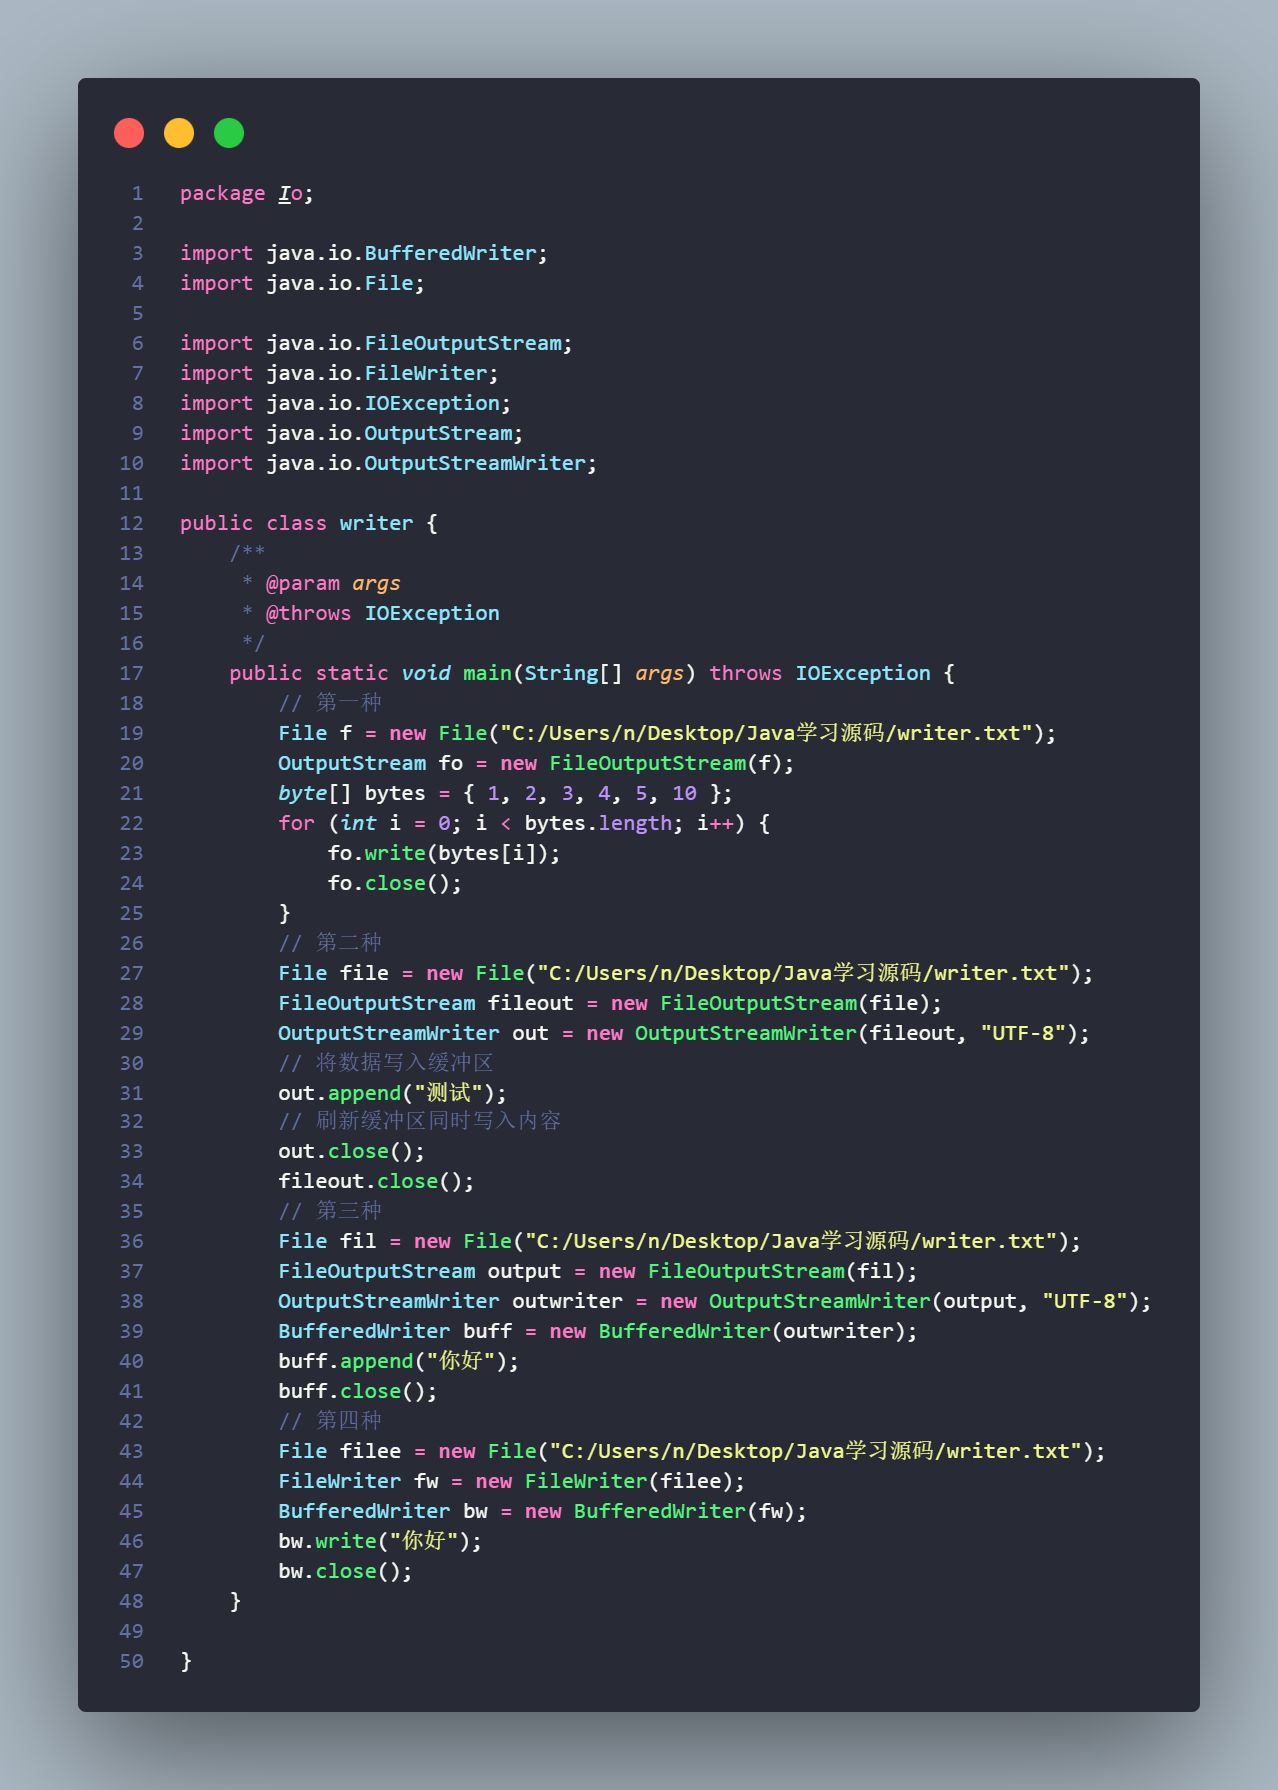 1 package Io;
2
3 import java.io.BufferedWriter;
4 import java.io.File;
5
6 import java.io.FileOutputStream;
7 import java.io.FileWriter;
8 import java.io.IOException;
9 import java.io.OutputStream;
10 import java.io.OutputStreamWriter;
11
12 public class writer {
13     /**
14      * @param args
15      * @throws IOException
16      */
17     public static void main(String[] args) throws IOException {
18         // 第一种
19         File f = new File("C:/Users/n/Desktop/Java学习源码/writer.txt");
20         OutputStream fo = new FileOutputStream(f);
21         byte[] bytes = { 1, 2, 3, 4, 5, 10 };
22         for (int i = 0; i < bytes.length; i++) {
23             fo.write(bytes[i]);
24             fo.close();
25         }
26         // 第二种
27         File file = new File("C:/Users/n/Desktop/Java学习源码/writer.txt");
28         FileOutputStream fileout = new FileOutputStream(file);
29         OutputStreamWriter out = new OutputStreamWriter(fileout, "UTF-8");
30         // 将数据写入缓冲区
31         out.append("测试");
32         // 刷新缓冲区同时写入内容
33         out.close();
34         fileout.close();
35         // 第三种
36         File fil = new File("C:/Users/n/Desktop/Java学习源码/writer.txt");
37         FileOutputStream output = new FileOutputStream(fil);
38         OutputStreamWriter outwriter = new OutputStreamWriter(output, "UTF-8");
39         BufferedWriter buff = new BufferedWriter(outwriter);
40         buff.append("你好");
41         buff.close();
42         // 第四种
43         File filee = new File("C:/Users/n/Desktop/Java学习源码/writer.txt");
44         FileWriter fw = new FileWriter(filee);
45         BufferedWriter bw = new BufferedWriter(fw);
46         bw.write("你好");
47         bw.close();
48     }
49
50 }